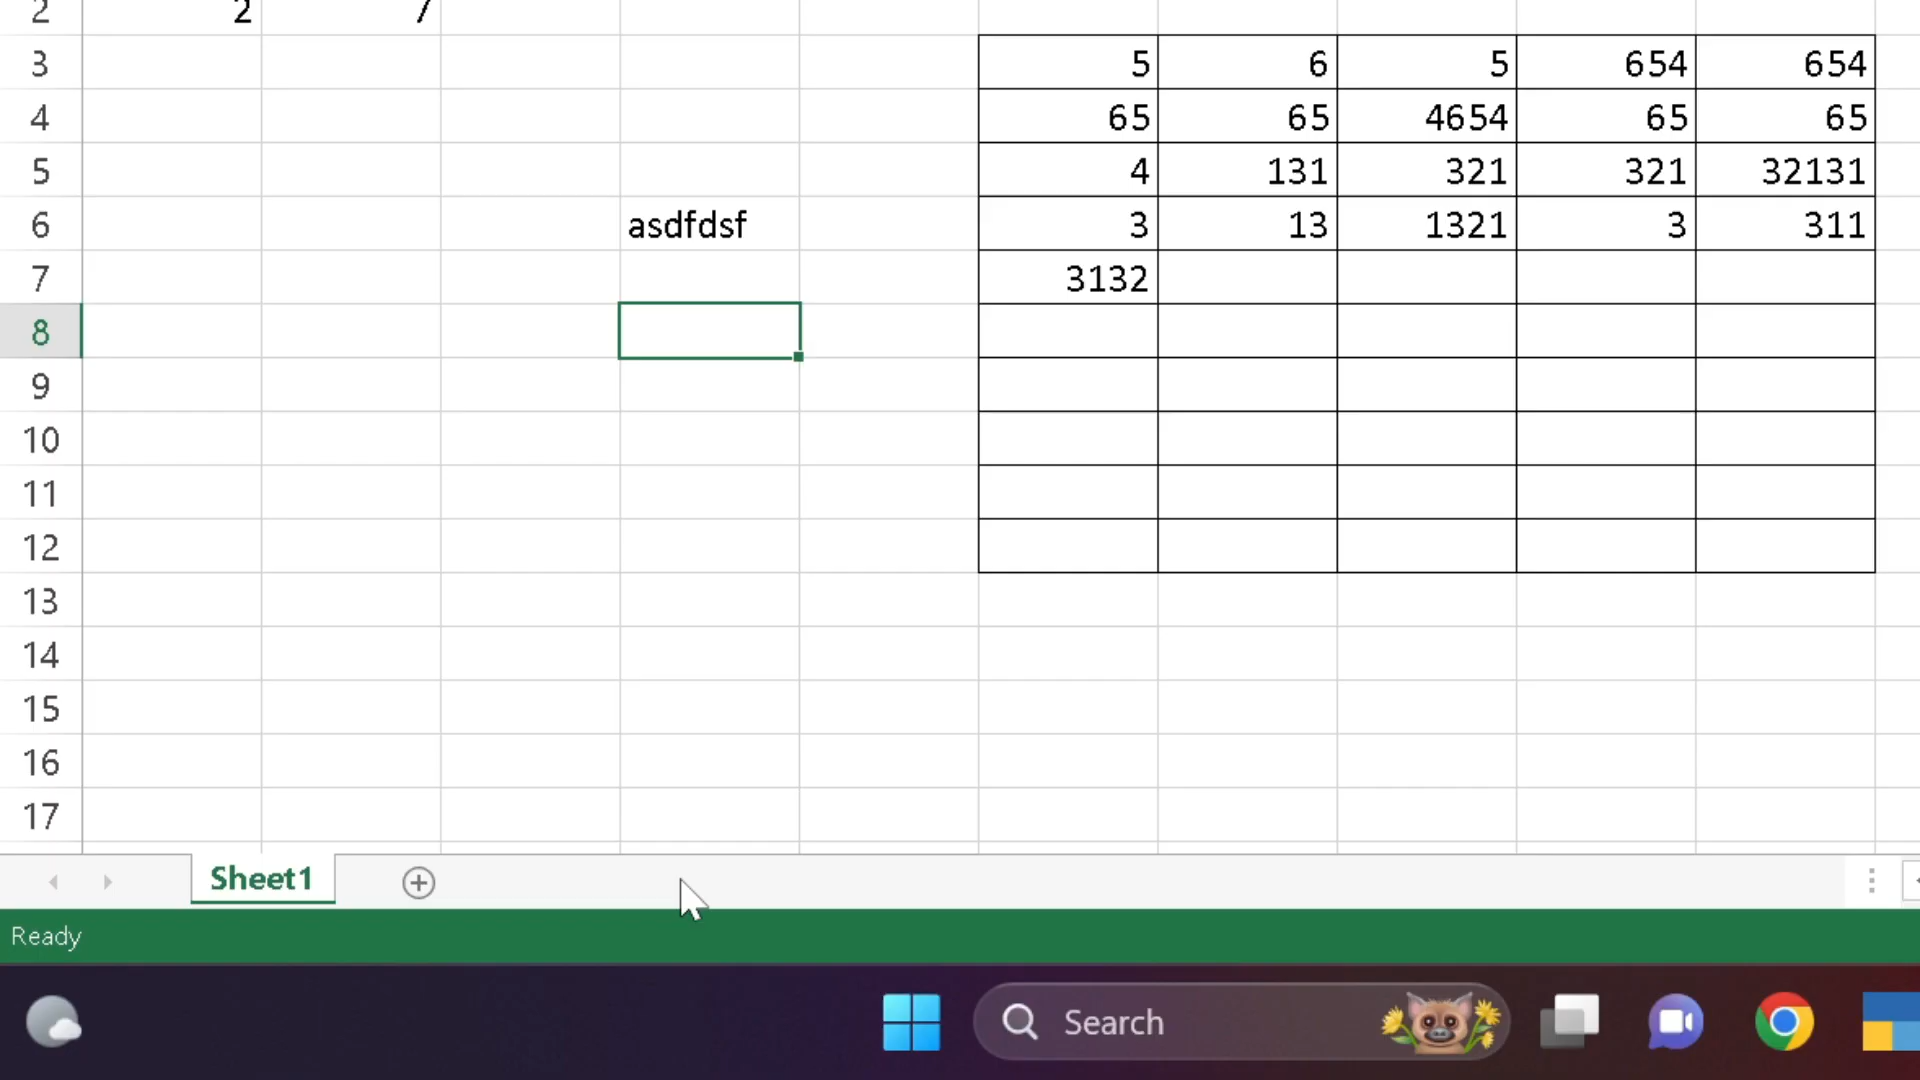 2 2 7
3 5 6 5 654 654
4 65 65 4654 65 65
5 4 131 321 321 32131
6 asdfdsf 3 13 1321 3 311
7 3132
8
9
10
11
12
13
14
15
16
17
Sheet1
Ready
Search